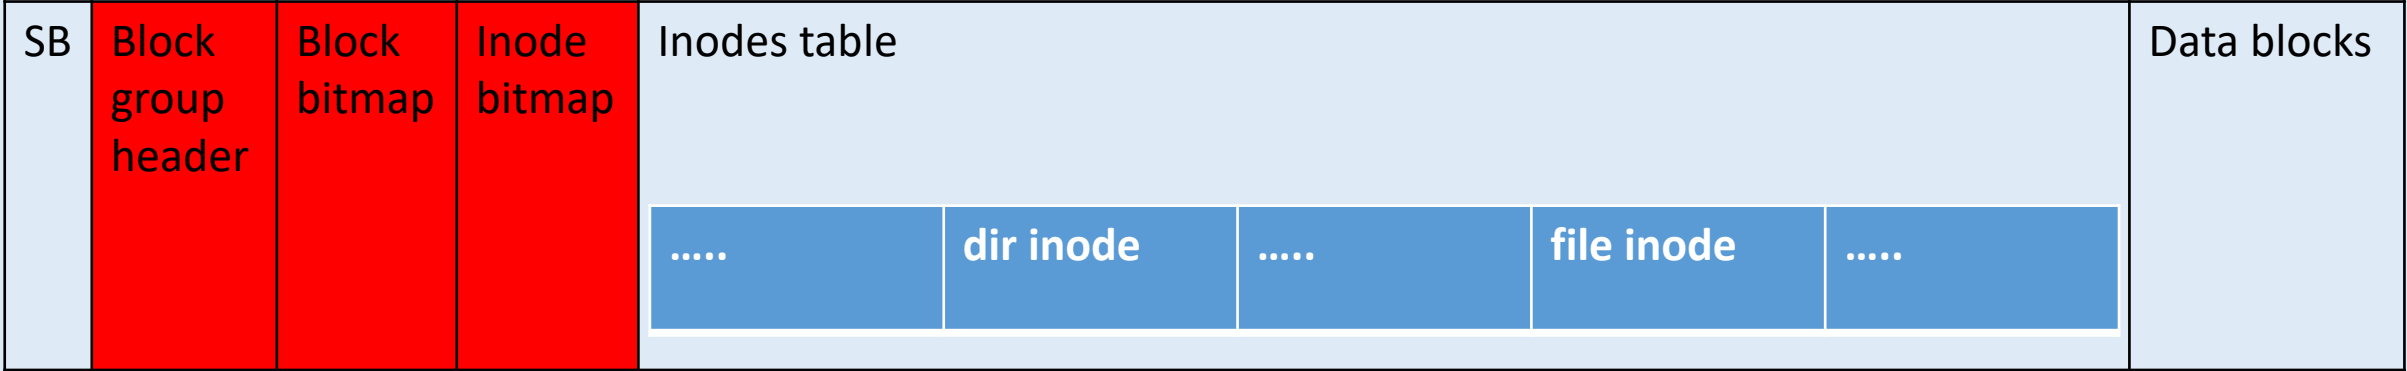 SB
Block
group
header
Block
bitmap
Inode
bitmap
Inodes table
Data blocks
.....
dir inode
.....
file inode
.....